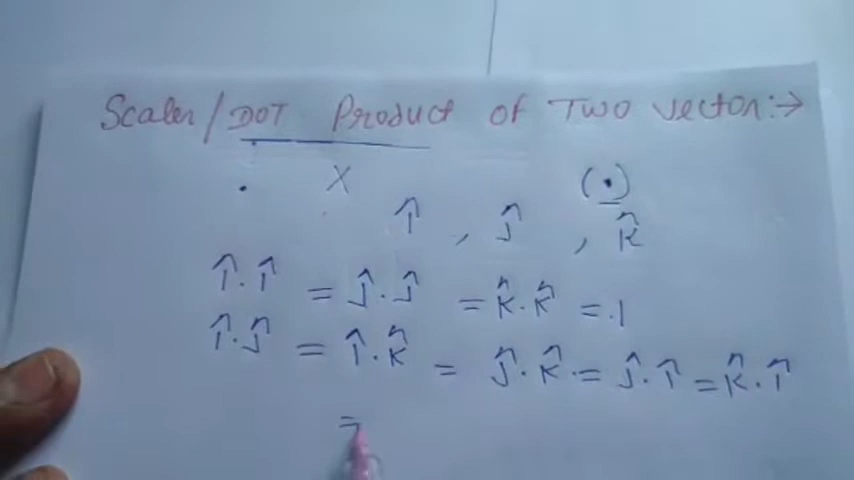 Scaler/DOT Product of Two vector:→
. X (•)
î , ĵ , k̂
î.î = ĵ.ĵ = k̂.k̂ = .1
î.ĵ = î.k̂ = ĵ.k̂.= ĵ.î = k̂.î
=